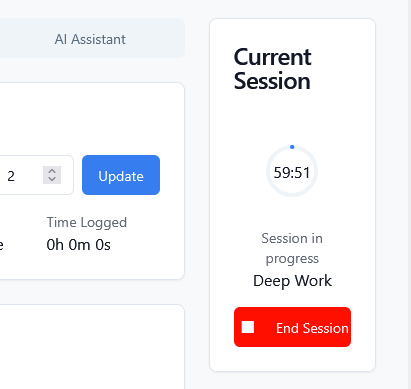 AI Assistant
2
Update
Time Logged
e
0h 0m 0s
Current
Session
59:51
Session in
progress
Deep Work
End Session